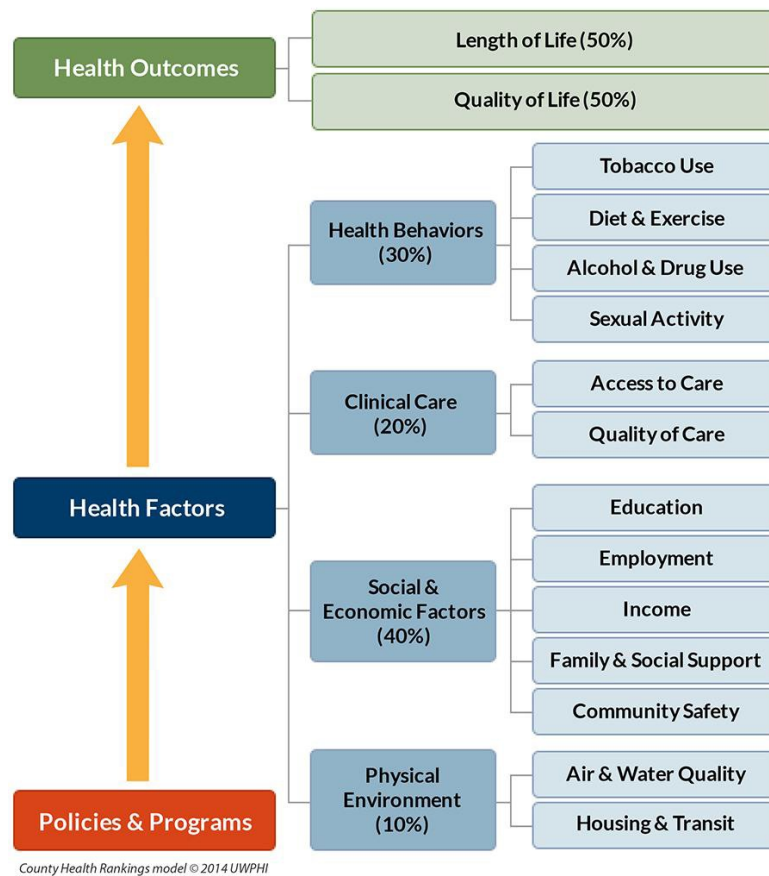 Health Outcomes
Length of Life (50%)
Quality of Life (50%)
Health Behaviors
(30%)
Tobacco Use
Diet & Exercise
Alcohol & Drug Use
Sexual Activity
Clinical Care
(20%)
Access to Care
Quality of Care
Health Factors
Social &
Economic Factors
(40%)
Education
Employment
Income
Family & Social Support
Community Safety
Physical
Environment
(10%)
Air & Water Quality
Housing & Transit
Policies & Programs
County Health Rankings model © 2014 UWPHI